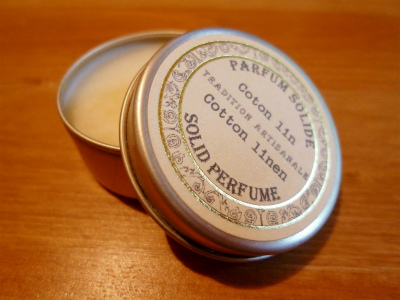 PARFUM SOLIDE
Coton lin
TRADITION ARTISANALE
Cotton linen
SOLID PERFUME